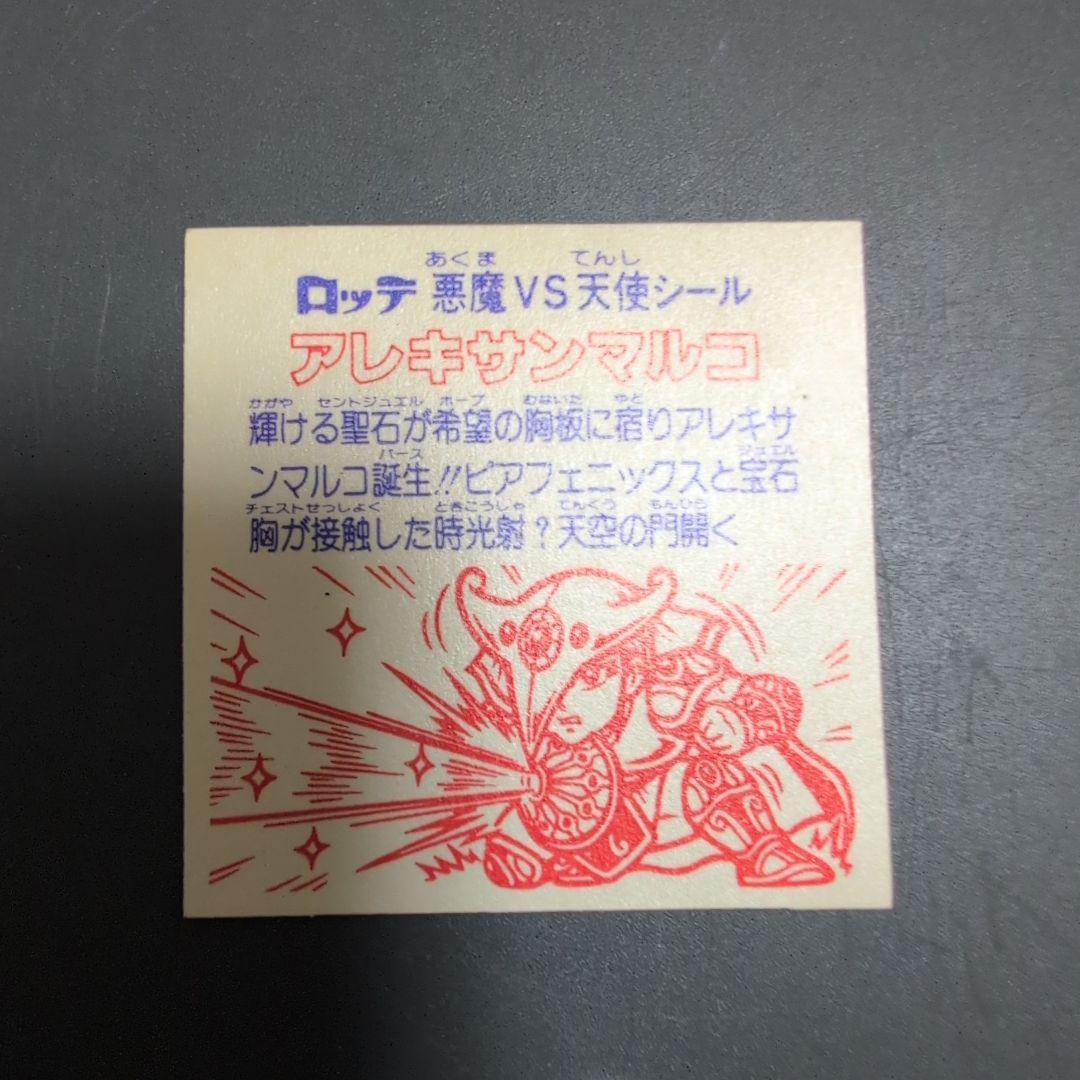 あくま てんし
ロッテ 悪魔VS天使シール
アレキサンマルコ
かがや セントジュエル ホープ むないた やど
輝ける聖石が希望の胸板に宿りアレキサ
バース ジュエル
ンマルコ誕生!!ピアフェニックスと宝石
チェストせっしょく ときこうしゃ てんくう もんひら
胸が接触した時光射?天空の門開く